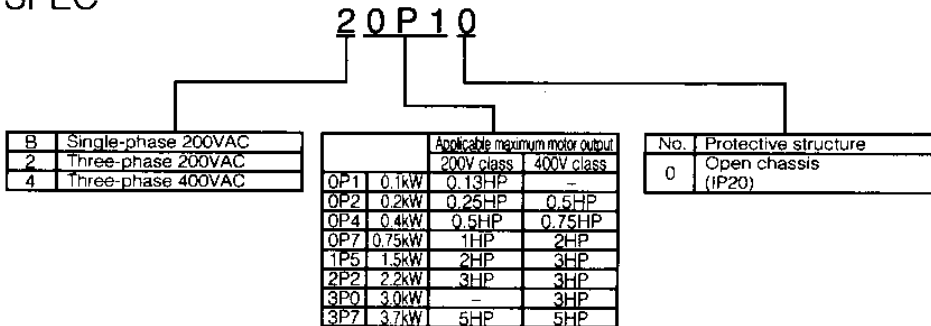 SPEC
20P10
B Single-phase 200VAC
2 Three-phase 200VAC
4 Three-phase 400VAC
Applicable maximum motor output
200V class 400V class
0P1 0.1kW 0.13HP –
0P2 0.2kW 0.25HP 0.5HP
0P4 0.4kW 0.5HP 0.75HP
0P7 0.75kW 1HP 2HP
1P5 1.5kW 2HP 3HP
2P2 2.2kW 3HP 3HP
3P0 3.0kW – 3HP
3P7 3.7kW 5HP 5HP
No. Protective structure
0 Open chassis
(IP20)